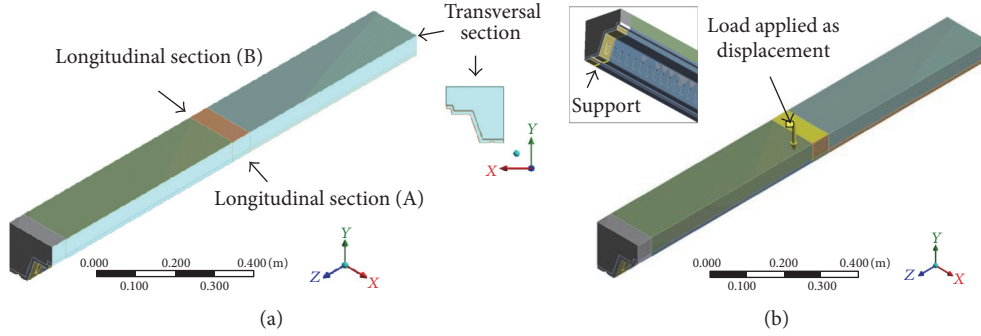 Longitudinal section (B)
Transversal
section
Y
X
Longitudinal section (A)
0.000
0.200
0.400 (m)
0.100
0.300
Y
Z
X
(a)
Support
Load applied as
displacement
0.000
0.200
0.400 (m)
0.100
0.300
Y
Z
X
(b)